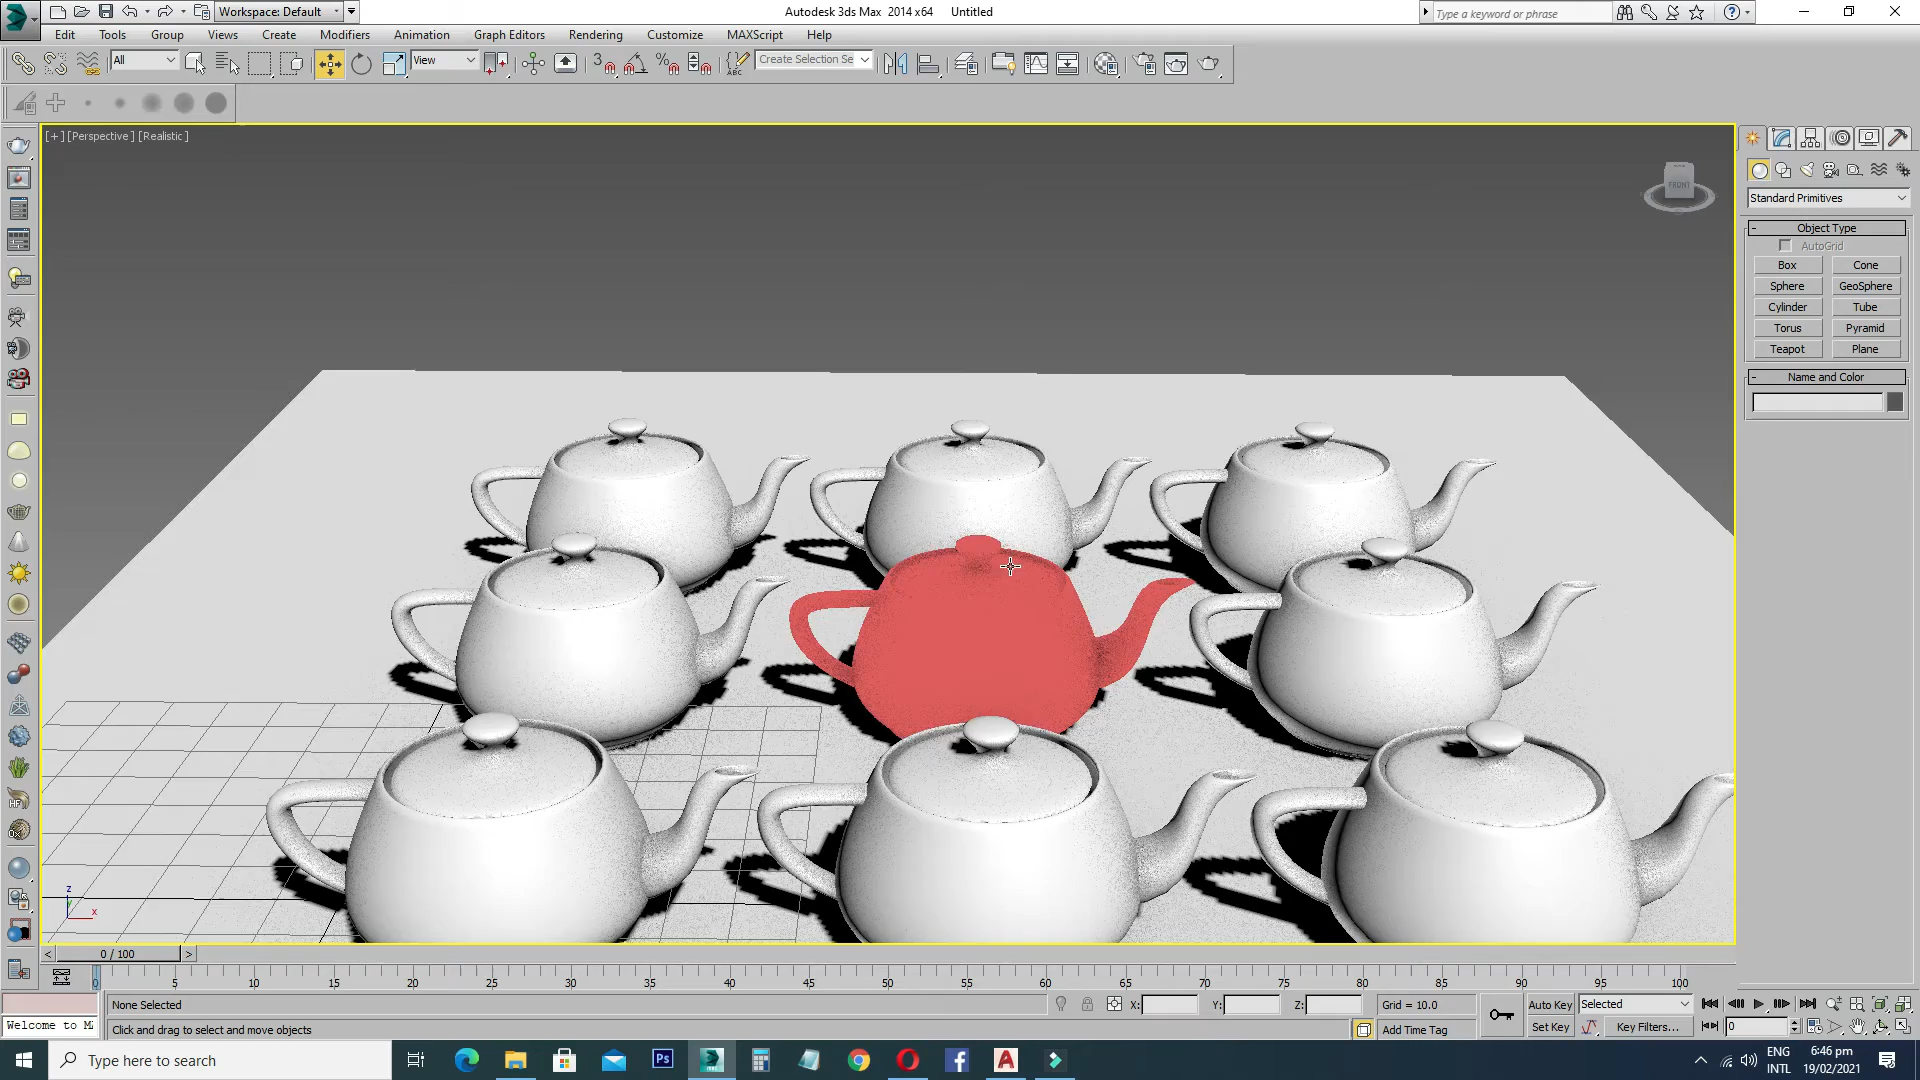 Workspace: Default
Autodesk 3ds Max 2014 x64 Untitled
Type a keyword or phrase
Edit Tools Group Views Create Modifiers Animation Graph Editors Rendering Customize MAXScript Help
All
View
3
ABC
Create Selection Se
[+] [Perspective] [Realistic]
FRONT
Standard Primitives
- Object Type
AutoGrid
Box Cone
Sphere GeoSphere
Cylinder Tube
Torus Pyramid
Teapot Plane
- Name and Color
HF
z
x
< 0 / 100 >
0 5 10 15 20 25 30 35 40 45 50 55 60 65 70 75 80 85 90 95 100
None Selected
X: Y: Z: Grid = 10.0
Auto Key Selected
Welcome to M
Click and drag to select and move objects
Add Time Tag
Set Key Key Filters... 0
Type here to search
Ps
ENG
INTL
6:46 pm
19/02/2021